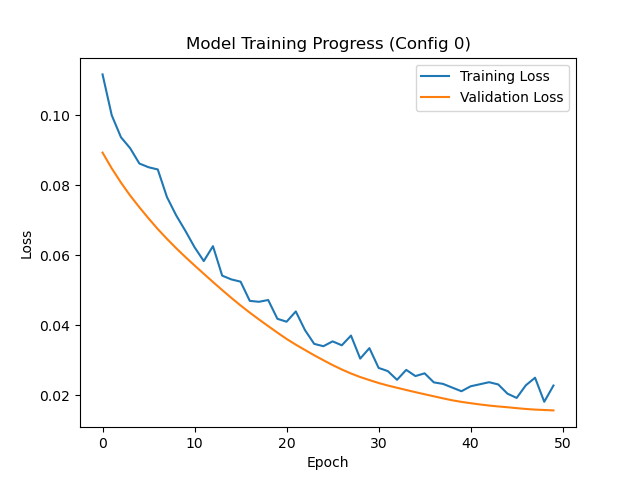 Model Training Progress (Config 0)
Training Loss
Validation Loss
0.10
0.08
0.06
0.04
0.02
Loss
0 10 20 30 40 50
Epoch